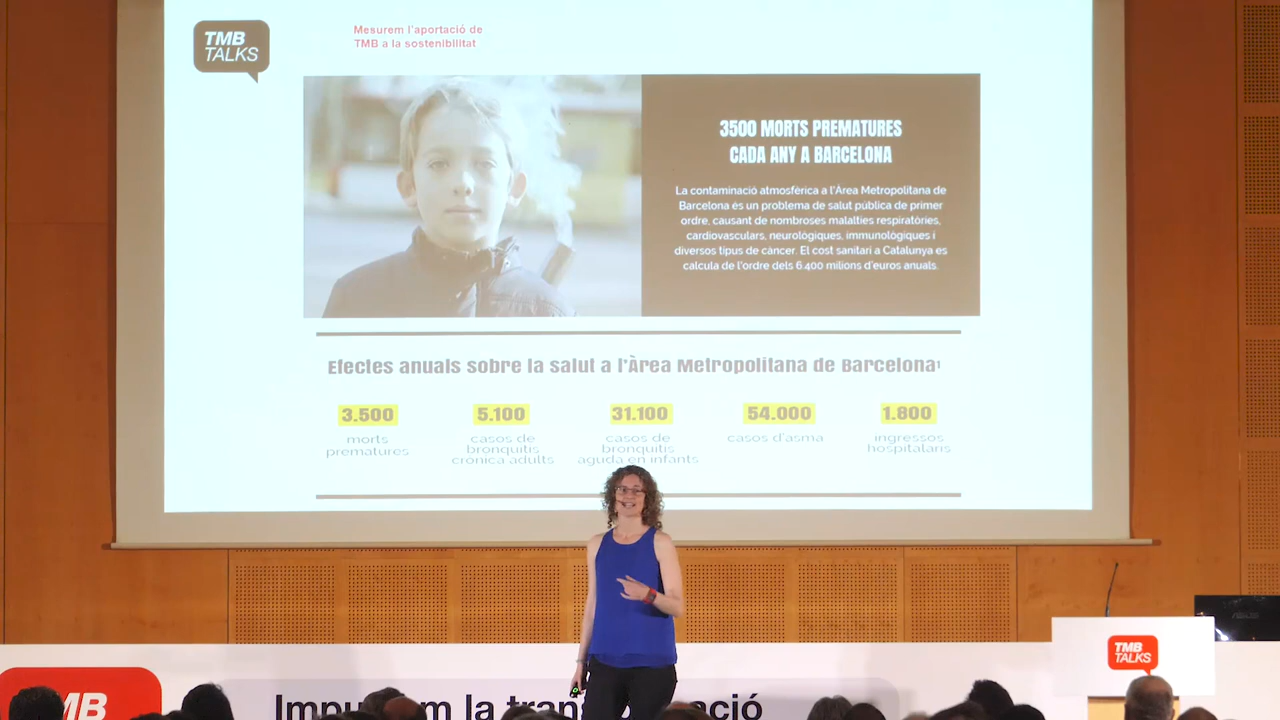 TMB
TALKS
Mesurem l'aportació de
TMB a la sostenibilitat
3500 MORTS PREMATURES
CADA ANY A BARCELONA
La contaminació atmosfèrica a l'Àrea Metropolitana de
Barcelona és un problema de salut pública de primer
ordre, causant de nombroses malalties respiratòries,
cardiovasculars, neurològiques, immunològiques i
diversos tipus de càncer. El cost sanitari a Catalunya es
calcula de l'ordre dels 6.400 milions d'euros anuals.
Efectes anuals sobre la salut a l'Àrea Metropolitana de Barcelona¹
3.500
morts
prematures
5.100
casos de
bronquitis
crònica adults
31.100
casos de
bronquitis
aguda en infants
54.000
casos d'asma
1.800
ingressos
hospitalaris
TMB
TALKS
la